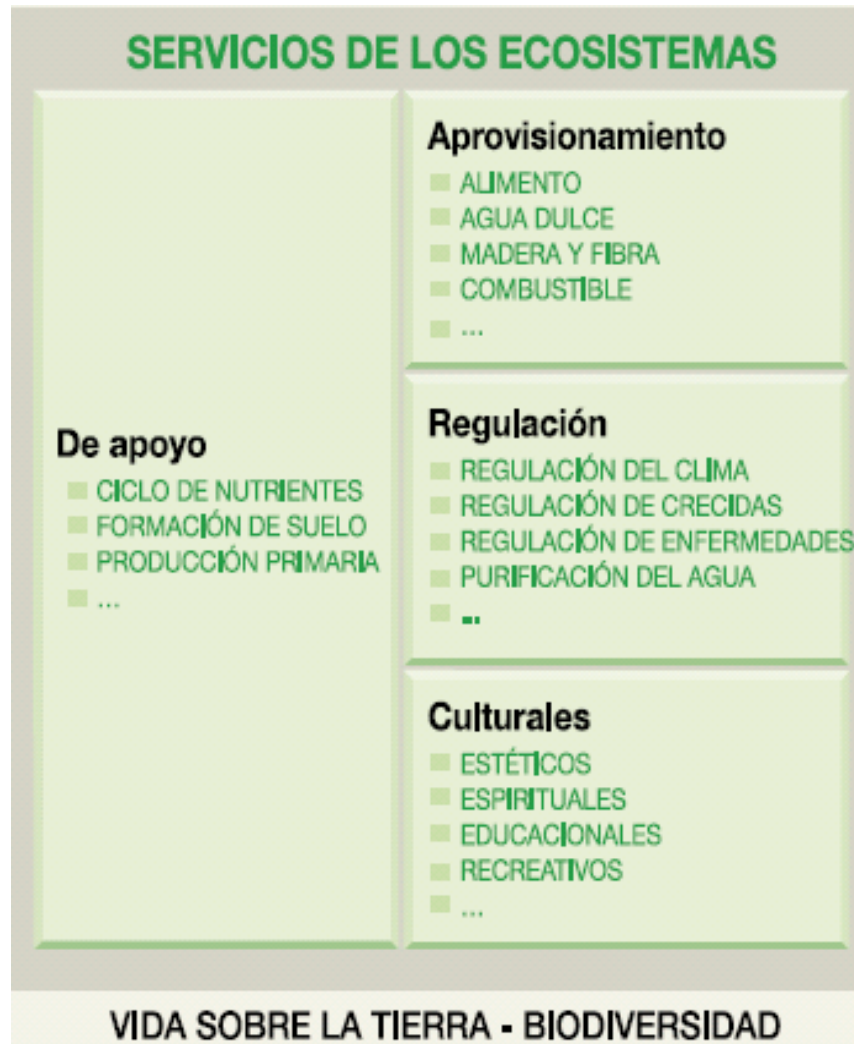 SERVICIOS DE LOS ECOSISTEMAS
De apoyo
CICLO DE NUTRIENTES
FORMACIÓN DE SUELO
PRODUCCIÓN PRIMARIA
...
Aprovisionamiento
ALIMENTO
AGUA DULCE
MADERA Y FIBRA
COMBUSTIBLE
...
Regulación
REGULACIÓN DEL CLIMA
REGULACIÓN DE CRECIDAS
REGULACIÓN DE ENFERMEDADES
PURIFICACIÓN DEL AGUA
...
Culturales
ESTÉTICOS
ESPIRITUALES
EDUCACIONALES
RECREATIVOS
...
VIDA SOBRE LA TIERRA - BIODIVERSIDAD